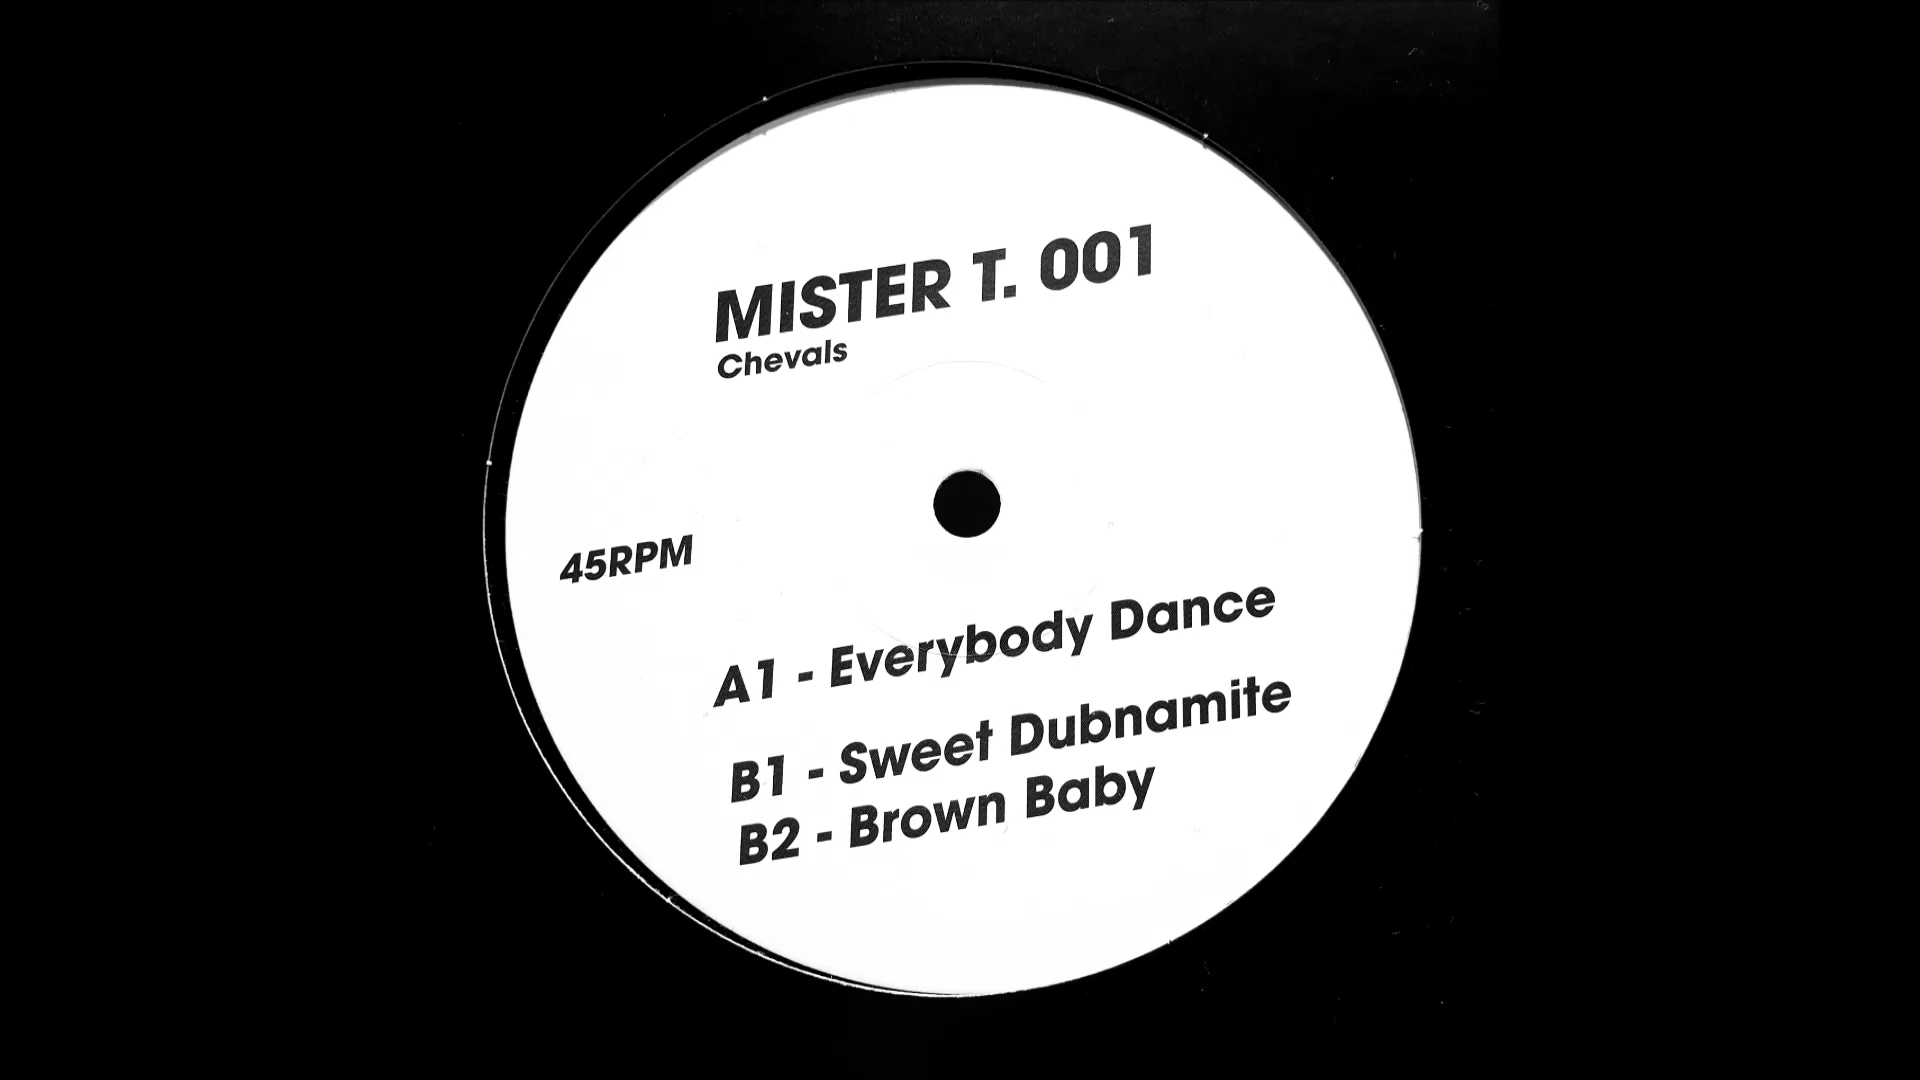 MISTER T. 001
Chevals
45RPM
A1 - Everybody Dance
B1 - Sweet Dubnamite
B2 - Brown Baby